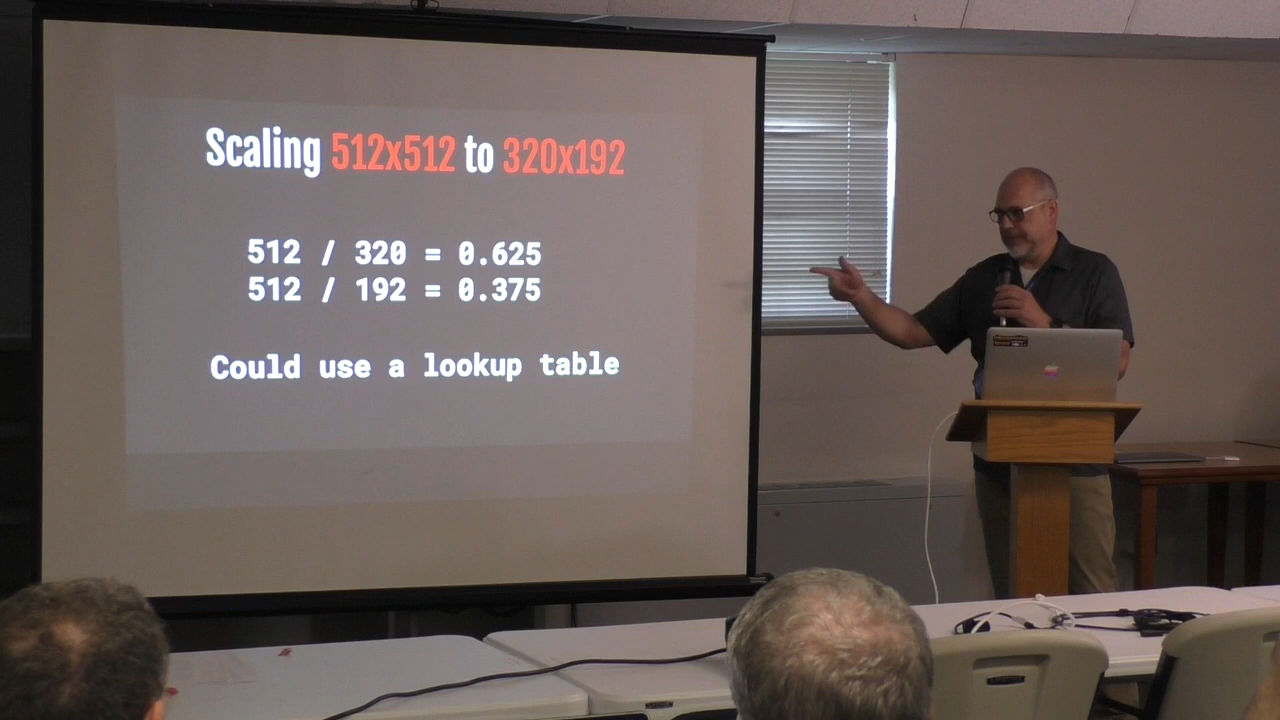 Scaling 512x512 to 320x192
512 / 320 = 0.625
512 / 192 = 0.375
Could use a lookup table